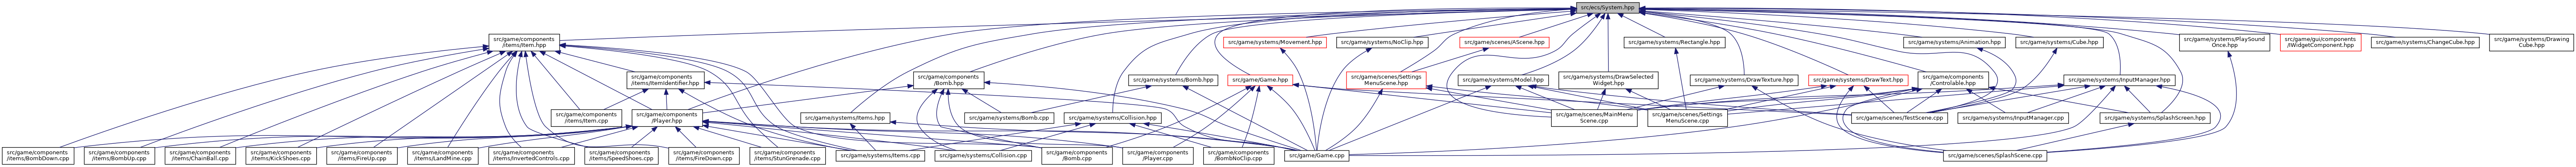 src/ecs/System.hpp
src/game/components
/items/Item.hpp
src/game/systems/Movement.hpp
src/game/systems/NoClip.hpp
src/game/scenes/AScene.hpp
src/game/systems/Rectangle.hpp
src/game/systems/Animation.hpp
src/game/systems/Cube.hpp
src/game/systems/PlaySound
Once.hpp
src/game/gui/components
/IWidgetComponent.hpp
src/game/systems/ChangeCube.hpp
src/game/systems/Drawing
Cube.hpp
src/game/components
/items/ItemIdentifier.hpp
src/game/components
/Bomb.hpp
src/game/systems/Bomb.hpp
src/game/Game.hpp
src/game/scenes/Settings
MenuScene.hpp
src/game/systems/Model.hpp
src/game/systems/DrawSelected
Widget.hpp
src/game/systems/DrawTexture.hpp
src/game/systems/DrawText.hpp
src/game/components
/Controlable.hpp
src/game/systems/InputManager.hpp
src/game/components
/items/Item.cpp
src/game/components
/Player.hpp
src/game/systems/Items.hpp
src/game/systems/Bomb.cpp
src/game/systems/Collision.hpp
src/game/scenes/MainMenu
Scene.cpp
src/game/scenes/Settings
MenuScene.cpp
src/game/scenes/TestScene.cpp
src/game/systems/InputManager.cpp
src/game/systems/SplashScreen.hpp
src/game/components
/items/BombDown.cpp
src/game/components
/items/BombUp.cpp
src/game/components
/items/ChainBall.cpp
src/game/components
/items/KickShoes.cpp
src/game/components
/items/FireUp.cpp
src/game/components
/items/LandMine.cpp
src/game/components
/items/InvertedControls.cpp
src/game/components
/items/SpeedShoes.cpp
src/game/components
/items/FireDown.cpp
src/game/components
/items/StunGrenade.cpp
src/game/systems/Items.cpp
src/game/systems/Collision.cpp
src/game/components
/Bomb.cpp
src/game/components
/Player.cpp
src/game/components
/BombNoClip.cpp
src/game/Game.cpp
src/game/scenes/SplashScene.cpp